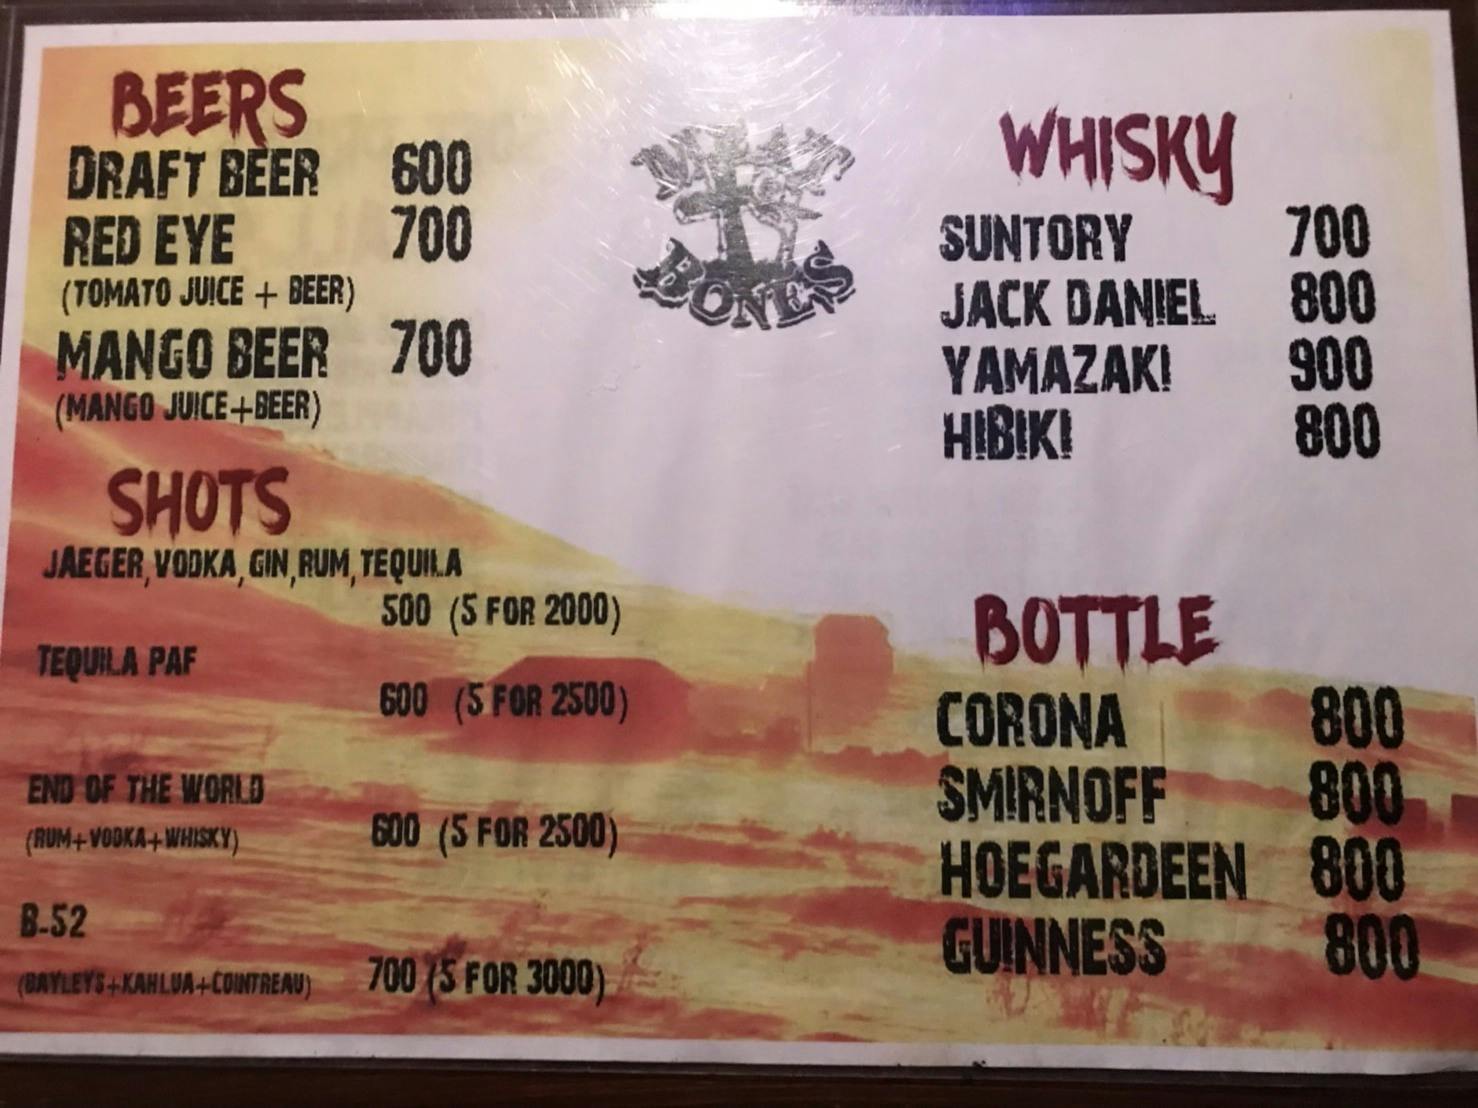 BEERS
DRAFT BEER 600
RED EYE 700
(TOMATO JUICE + BEER)
MANGO BEER 700
(MANGO JUICE+BEER)
SHOTS
JAEGER, VODKA, GIN, RUM, TEQUILA
500 (5 FOR 2000)
TEQUILA PAF
600 (5 FOR 2500)
END OF THE WORLD
(RUM+VODKA+WHISKY) 600 (5 FOR 2500)
B-52
(BAYLEYS+KAHLUA+COINTREAU) 700 (5 FOR 3000)
MEAT
BONES
WHISKY
SUNTORY 700
JACK DANIEL 800
YAMAZAKI 900
HIBIKI 800
BOTTLE
CORONA 800
SMIRNOFF 800
HOEGARDEEN 800
GUINNESS 800